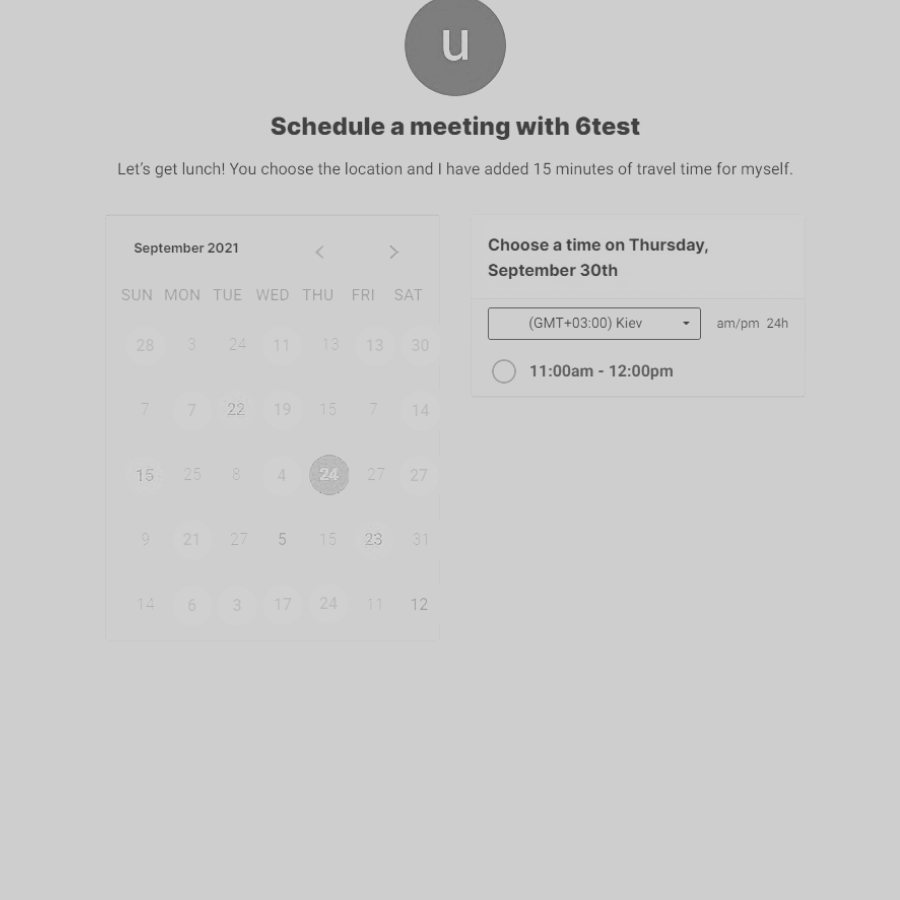 u
Schedule a meeting with 6test
Let's get lunch! You choose the location and I have added 15 minutes of travel time for myself.
September 2021
SUN MON TUE WED THU FRI SAT
28 3 24 11 13 13 30
7 7 22 19 15 7 14
15 25 8 4 24 27 27
9 21 27 5 15 23 31
14 6 3 17 24 11 12
Choose a time on Thursday,
September 30th
(GMT+03:00) Kiev am/pm 24h
11:00am - 12:00pm